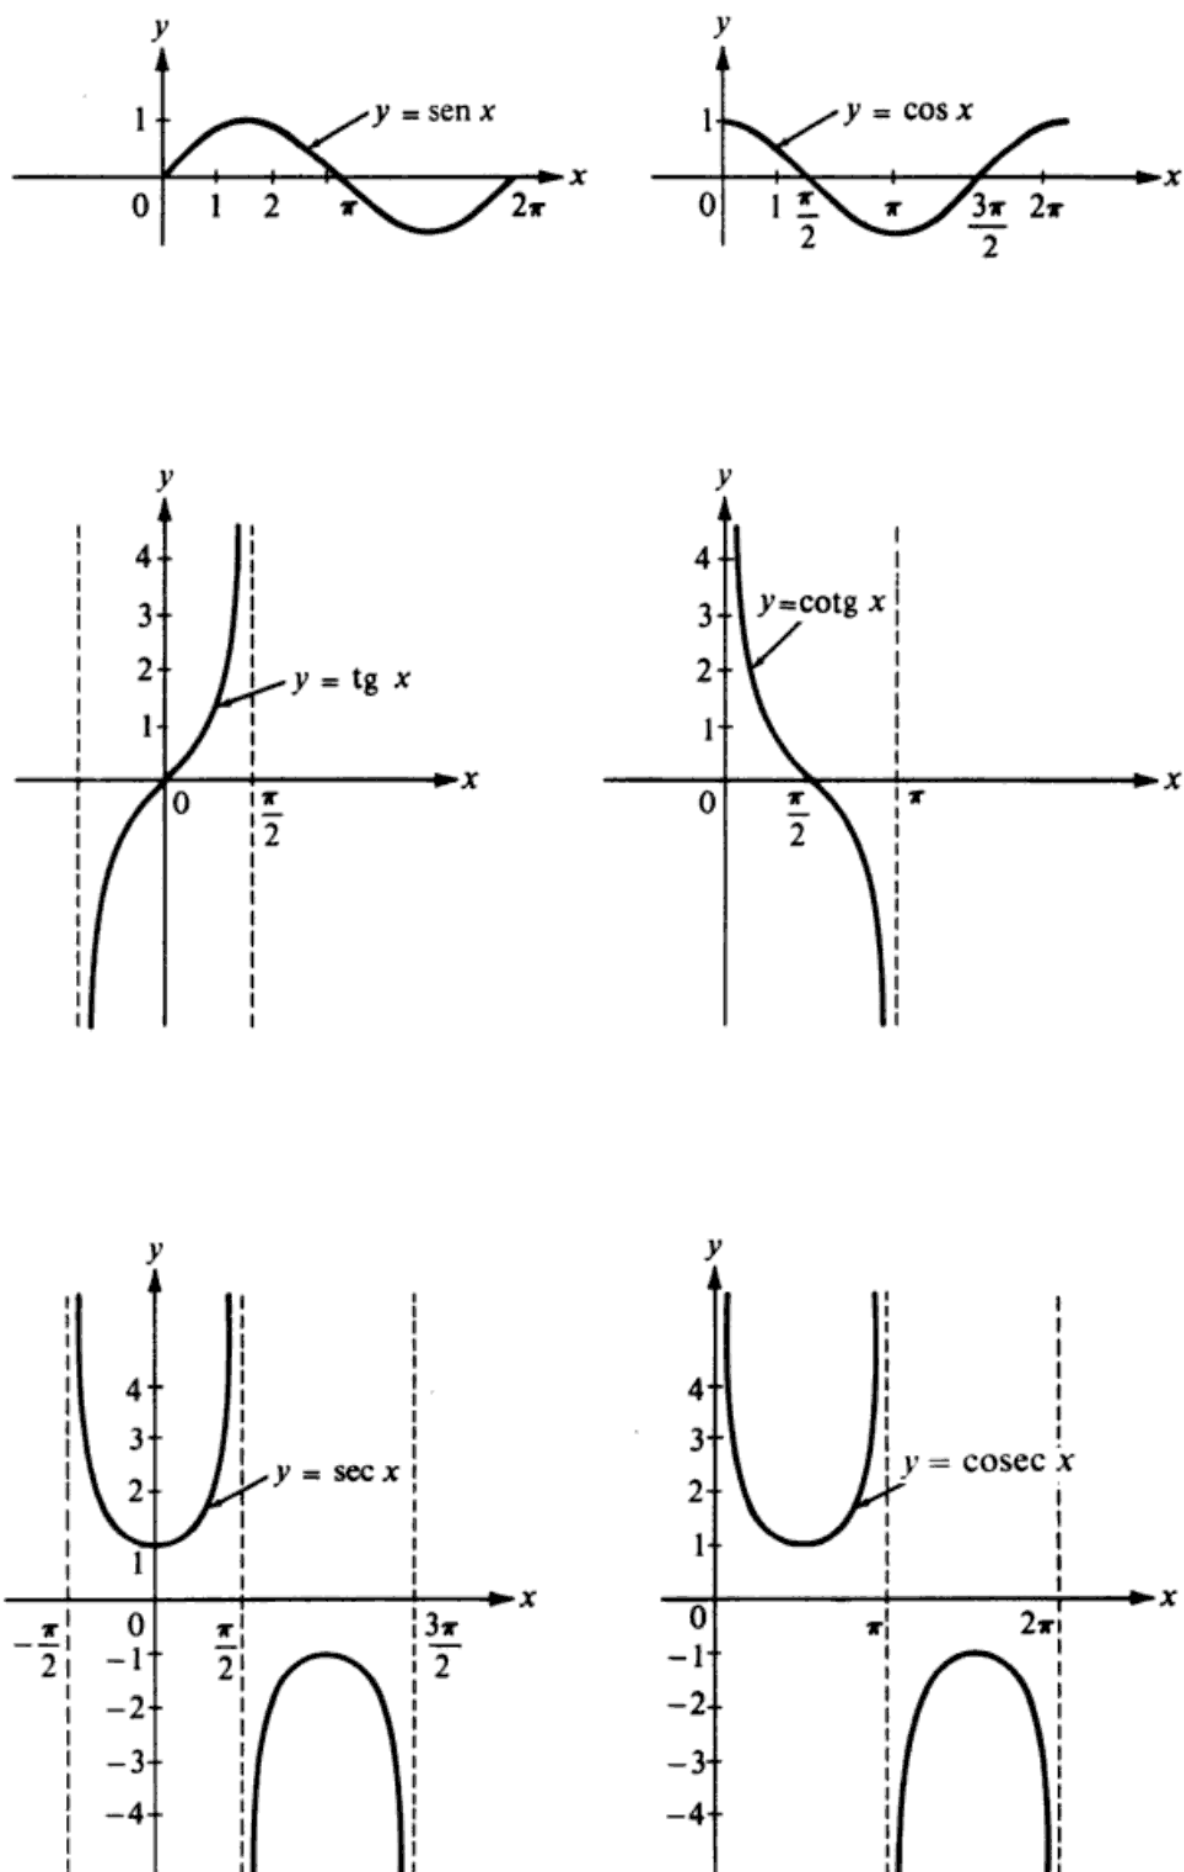 y
1
y = sen x
x
0 1 2 π 2π
y
1
y = cos x
x
0 1 π/2 π 3π/2 2π
y
4
3
2
y = tg x
1
x
0 π/2
y
4
3
y=cotg x
2
1
x
0 π/2 π
y
4
3
y = sec x
2
1
x
-π/2 0 π/2 3π/2
-1
-2
-3
-4
y
4
3
y = cosec x
2
1
x
0 π 2π
-1
-2
-3
-4